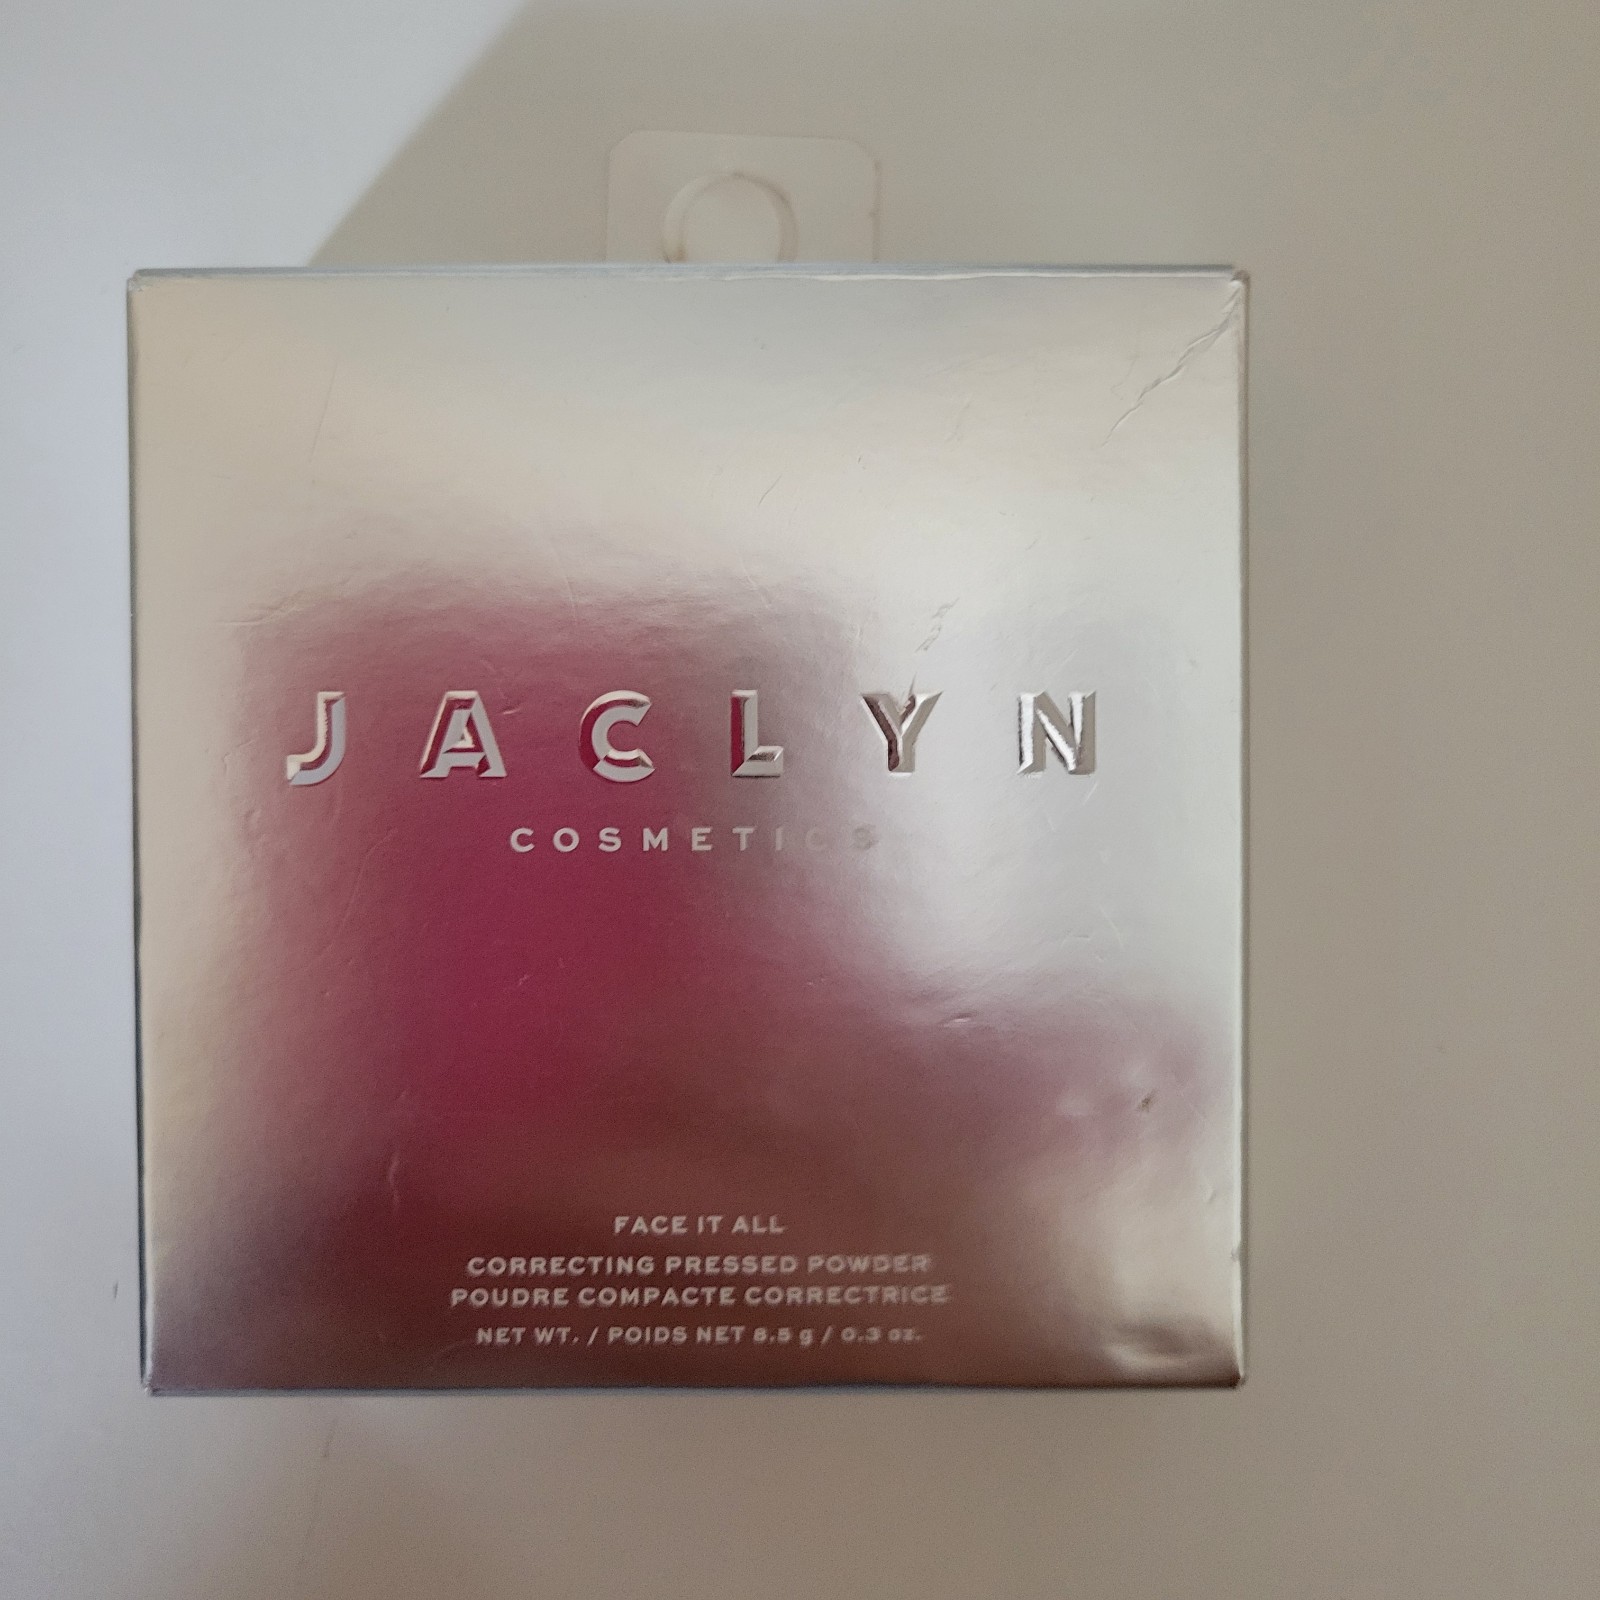 JACLYN
COSMETICS
FACE IT ALL
CORRECTING PRESSED POWDER
POUDRE COMPACTE CORRECTRICE
NET WT. / POIDS NET 8.5 g / 0.3 oz.